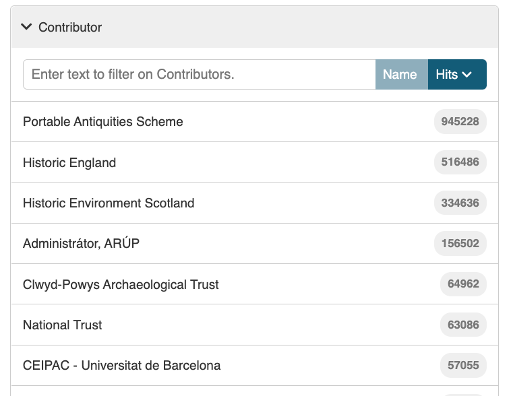 Contributor
Enter text to filter on Contributors. Name Hits
Portable Antiquities Scheme 945228
Historic England 516486
Historic Environment Scotland 334636
Administrátor, ARÚP 156502
Clwyd-Powys Archaeological Trust 64962
National Trust 63086
CEIPAC - Universitat de Barcelona 57055